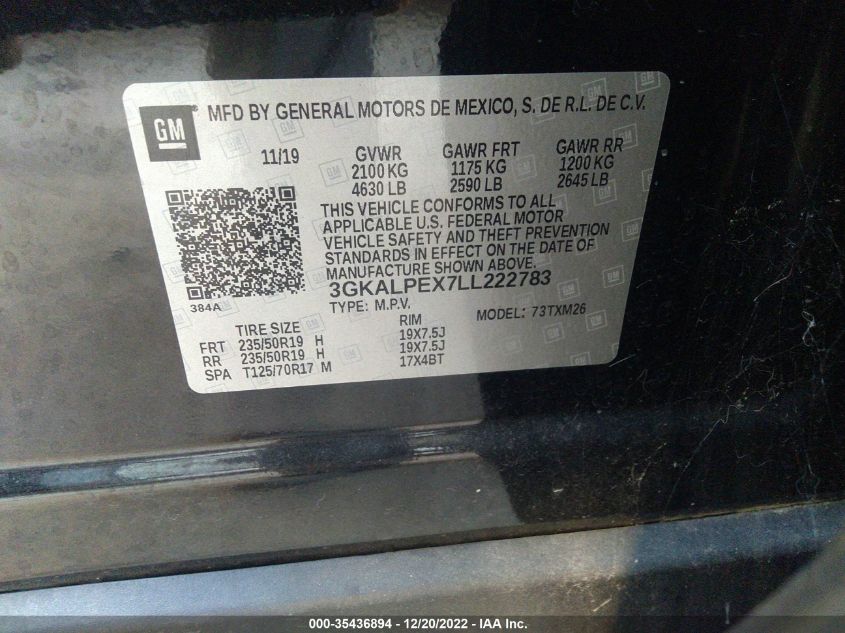 GM
MFD BY GENERAL MOTORS DE MEXICO, S. DE R.L. DE C.V.
11/19 GVWR GAWR FRT GAWR RR
2100 KG 1175 KG 1200 KG
4630 LB 2590 LB 2645 LB
THIS VEHICLE CONFORMS TO ALL
APPLICABLE U.S. FEDERAL MOTOR
VEHICLE SAFETY AND THEFT PREVENTION
STANDARDS IN EFFECT ON THE DATE OF
MANUFACTURE SHOWN ABOVE.
384A
3GKALPEX7LL222783
TYPE: M.P.V. MODEL: 73TXM26
TIRE SIZE RIM
FRT 235/50R19 H 19X7.5J
RR 235/50R19 H 19X7.5J
SPA T125/70R17 M 17X4BT
000-35436894 - 12/20/2022 - IAA Inc.